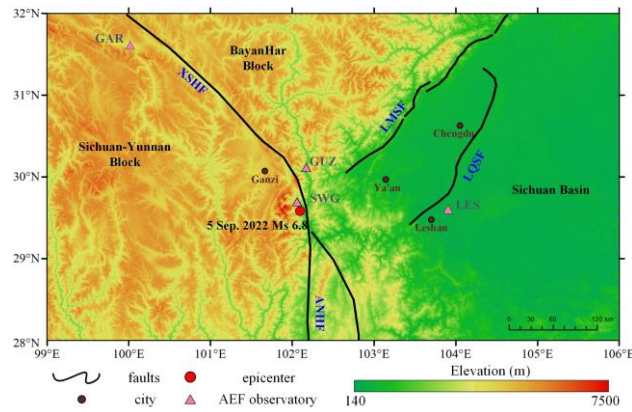 32°N
GAR
BayanHar
Block
XSHF
31°N
LMSF
Chengdu
Sichuan-Yunnan
Block
GUZ
LQSF
30°N
Ganzi
Ya'an
Sichuan Basin
SWG
LES
5 Sep. 2022 Ms 6.8
Leshan
29°N
ANHF
0 30 60 120 km
28°N
99°E 100°E 101°E 102°E 103°E 104°E 105°E 106°E
faults epicenter Elevation (m)
city AEF observatory 140 7500